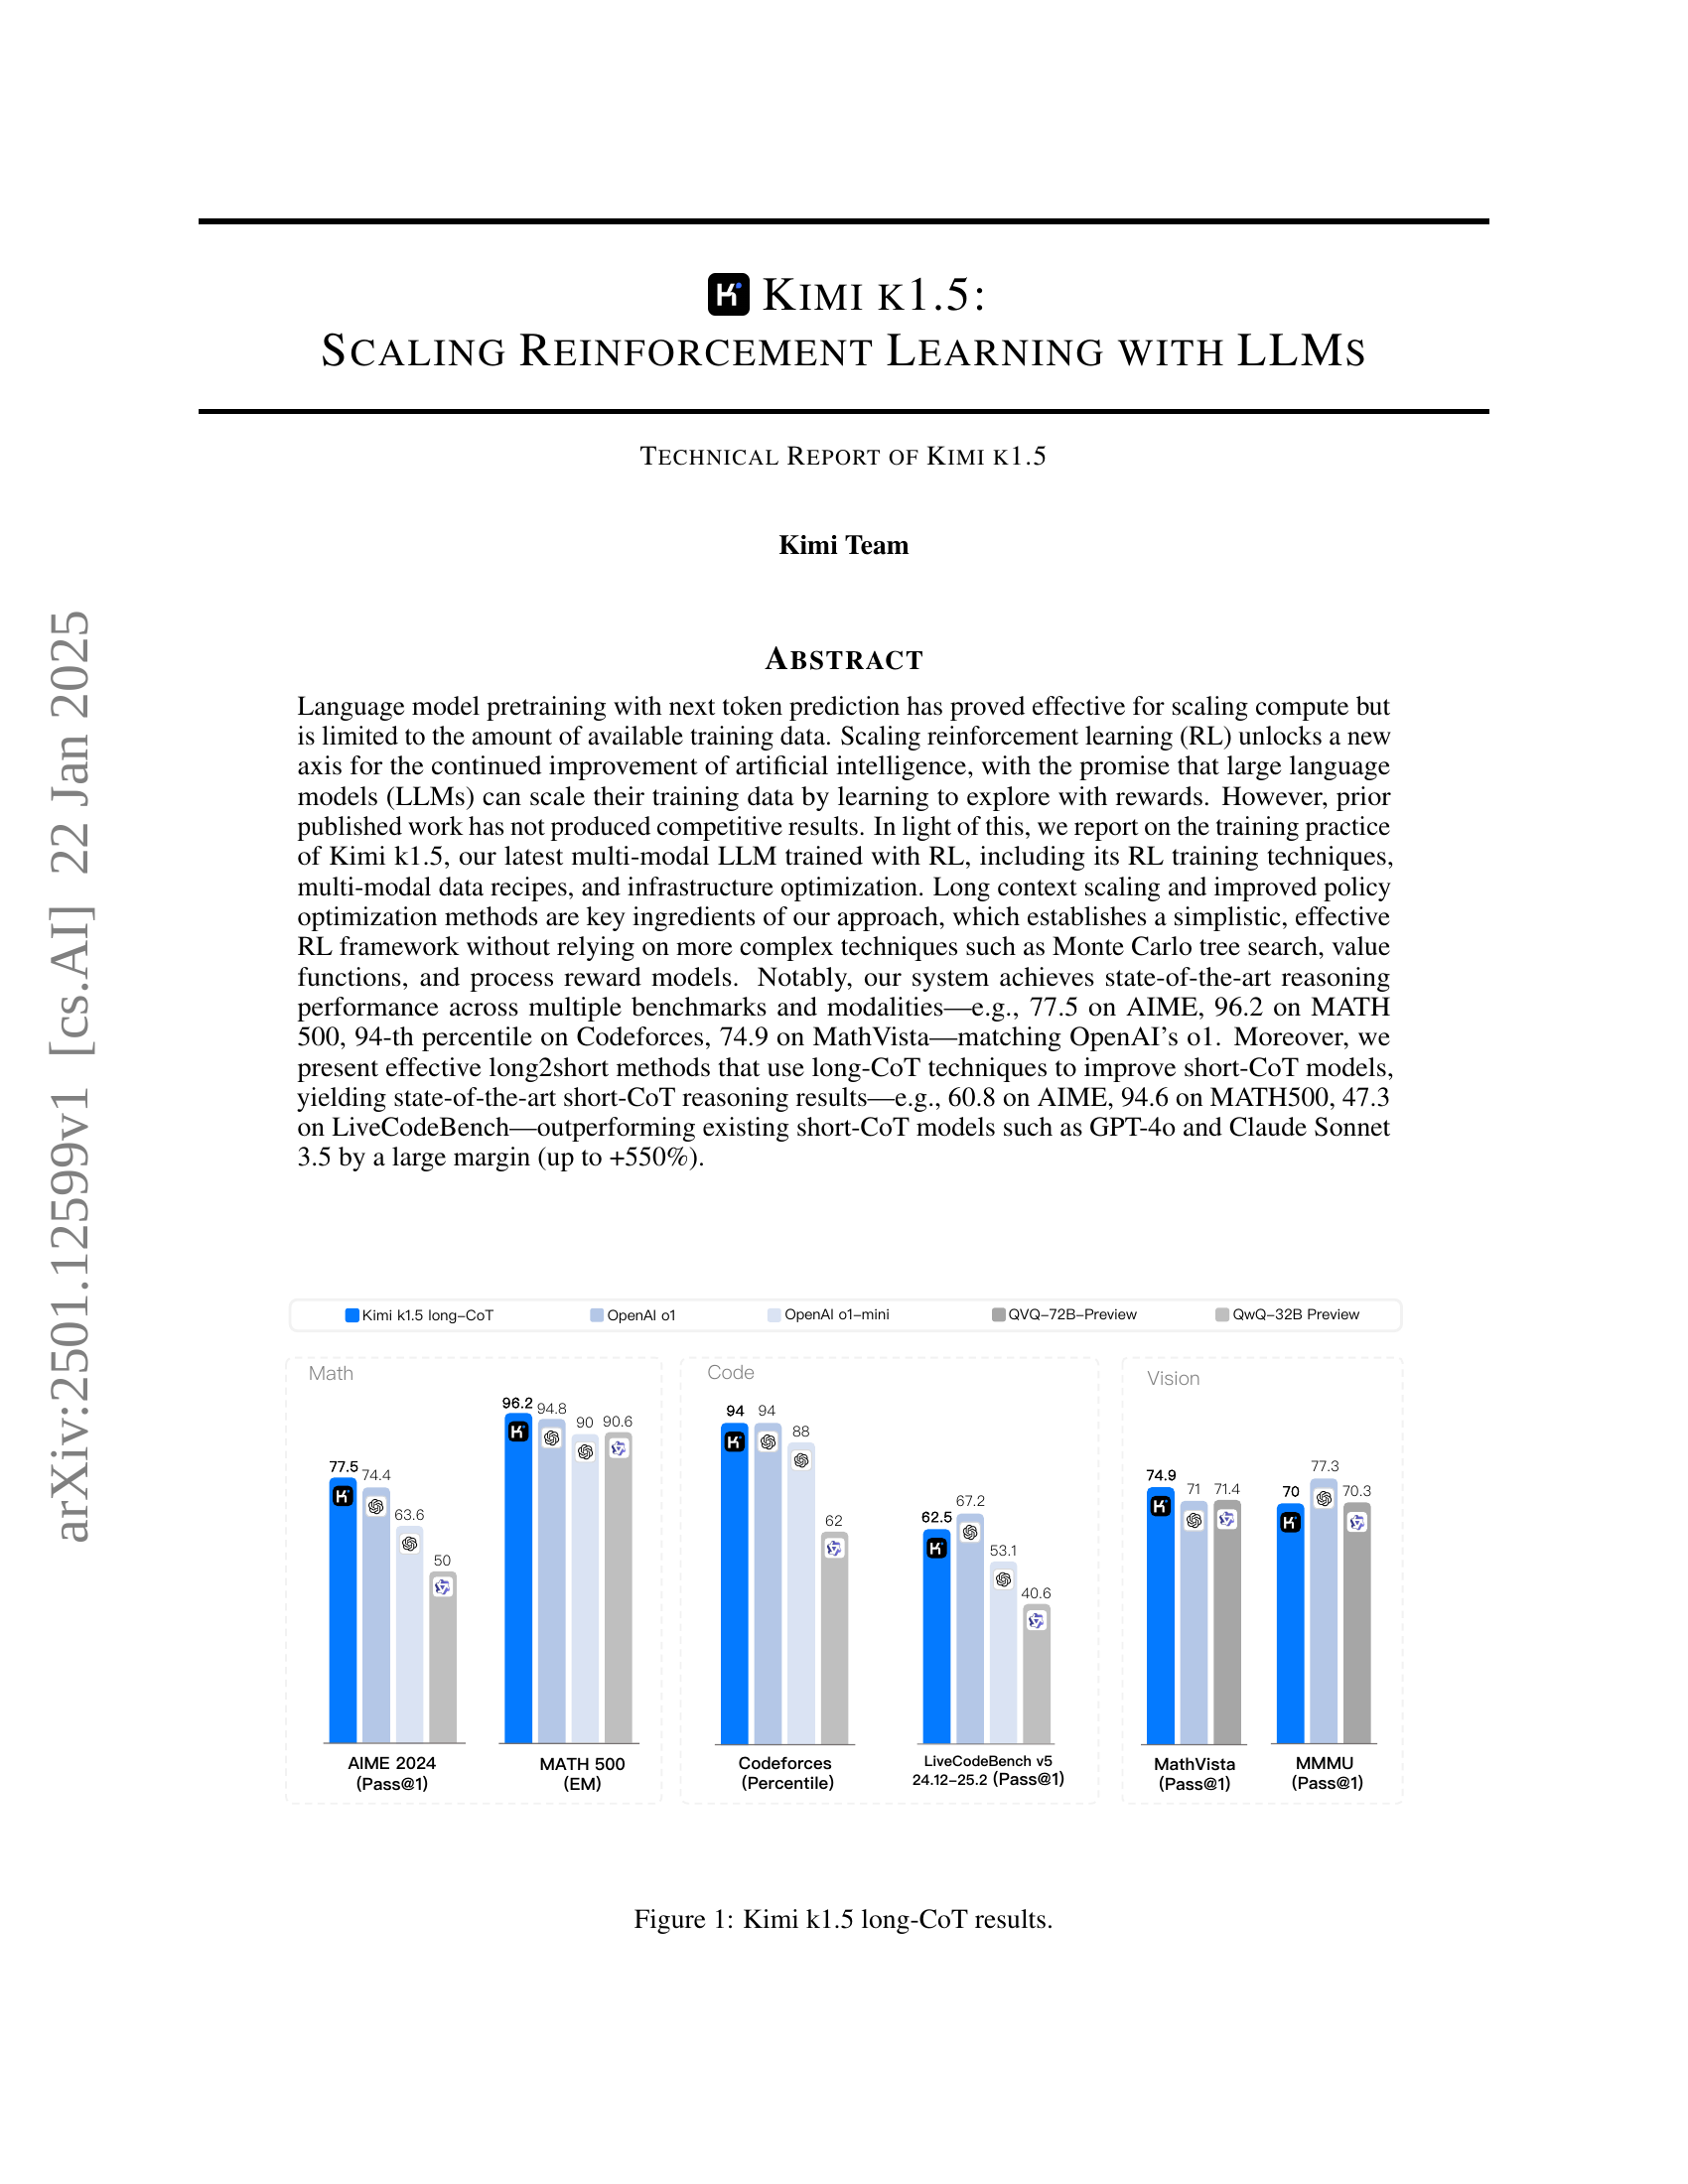 KIMI K1.5:
SCALING REINFORCEMENT LEARNING WITH LLMS
TECHNICAL REPORT OF KIMI K1.5
Kimi Team
ABSTRACT
Language model pretraining with next token prediction has proved effective for scaling compute but
is limited to the amount of available training data. Scaling reinforcement learning (RL) unlocks a new
axis for the continued improvement of artificial intelligence, with the promise that large language
models (LLMs) can scale their training data by learning to explore with rewards. However, prior
published work has not produced competitive results. In light of this, we report on the training practice
of Kimi k1.5, our latest multi-modal LLM trained with RL, including its RL training techniques,
multi-modal data recipes, and infrastructure optimization. Long context scaling and improved policy
optimization methods are key ingredients of our approach, which establishes a simplistic, effective
RL framework without relying on more complex techniques such as Monte Carlo tree search, value
functions, and process reward models. Notably, our system achieves state-of-the-art reasoning
performance across multiple benchmarks and modalities—e.g., 77.5 on AIME, 96.2 on MATH
500, 94-th percentile on Codeforces, 74.9 on MathVista—matching OpenAI's o1. Moreover, we
present effective long2short methods that use long-CoT techniques to improve short-CoT models,
yielding state-of-the-art short-CoT reasoning results—e.g., 60.8 on AIME, 94.6 on MATH500, 47.3
on LiveCodeBench—outperforming existing short-CoT models such as GPT-4o and Claude Sonnet
3.5 by a large margin (up to +550%).
arXiv:2501.12599v1 [cs.AI] 22 Jan 2025
Kimi k1.5 long-CoT OpenAI o1 OpenAI o1-mini QVQ-72B-Preview QwQ-32B Preview
Math
77.5 74.4 63.6 50
AIME 2024
(Pass@1)
96.2 94.8 90 90.6
MATH 500
(EM)
Code
94 94 88 62
Codeforces
(Percentile)
62.5 67.2 53.1 40.6
LiveCodeBench v5
24.12-25.2 (Pass@1)
Vision
74.9 71 71.4
MathVista
(Pass@1)
70 77.3 70.3
MMMU
(Pass@1)
Figure 1: Kimi k1.5 long-CoT results.